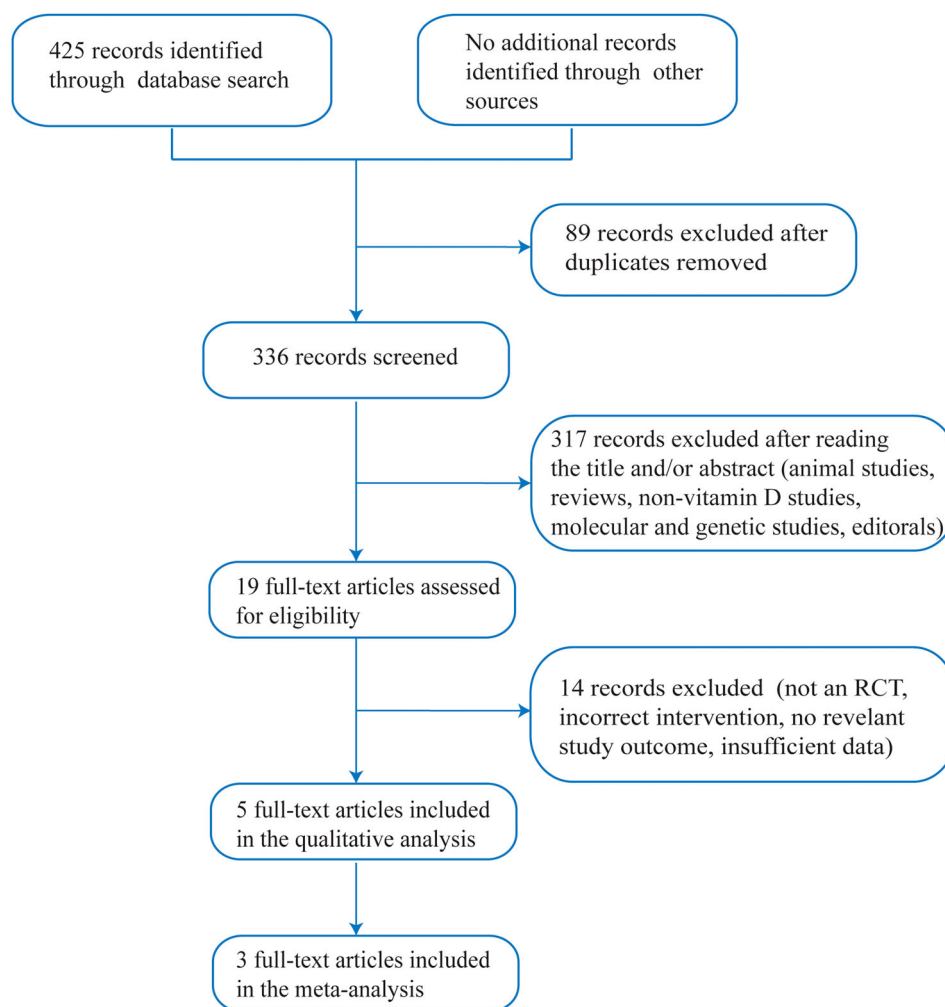 425 records identified
through database search
No additional records
identified through other
sources
89 records excluded after
duplicates removed
336 records screened
317 records excluded after reading
the title and/or abstract (animal studies,
reviews, non-vitamin D studies,
molecular and genetic studies, editorals)
19 full-text articles assessed
for eligibility
14 records excluded (not an RCT,
incorrect intervention, no revelant
study outcome, insufficient data)
5 full-text articles included
in the qualitative analysis
3 full-text articles included
in the meta-analysis